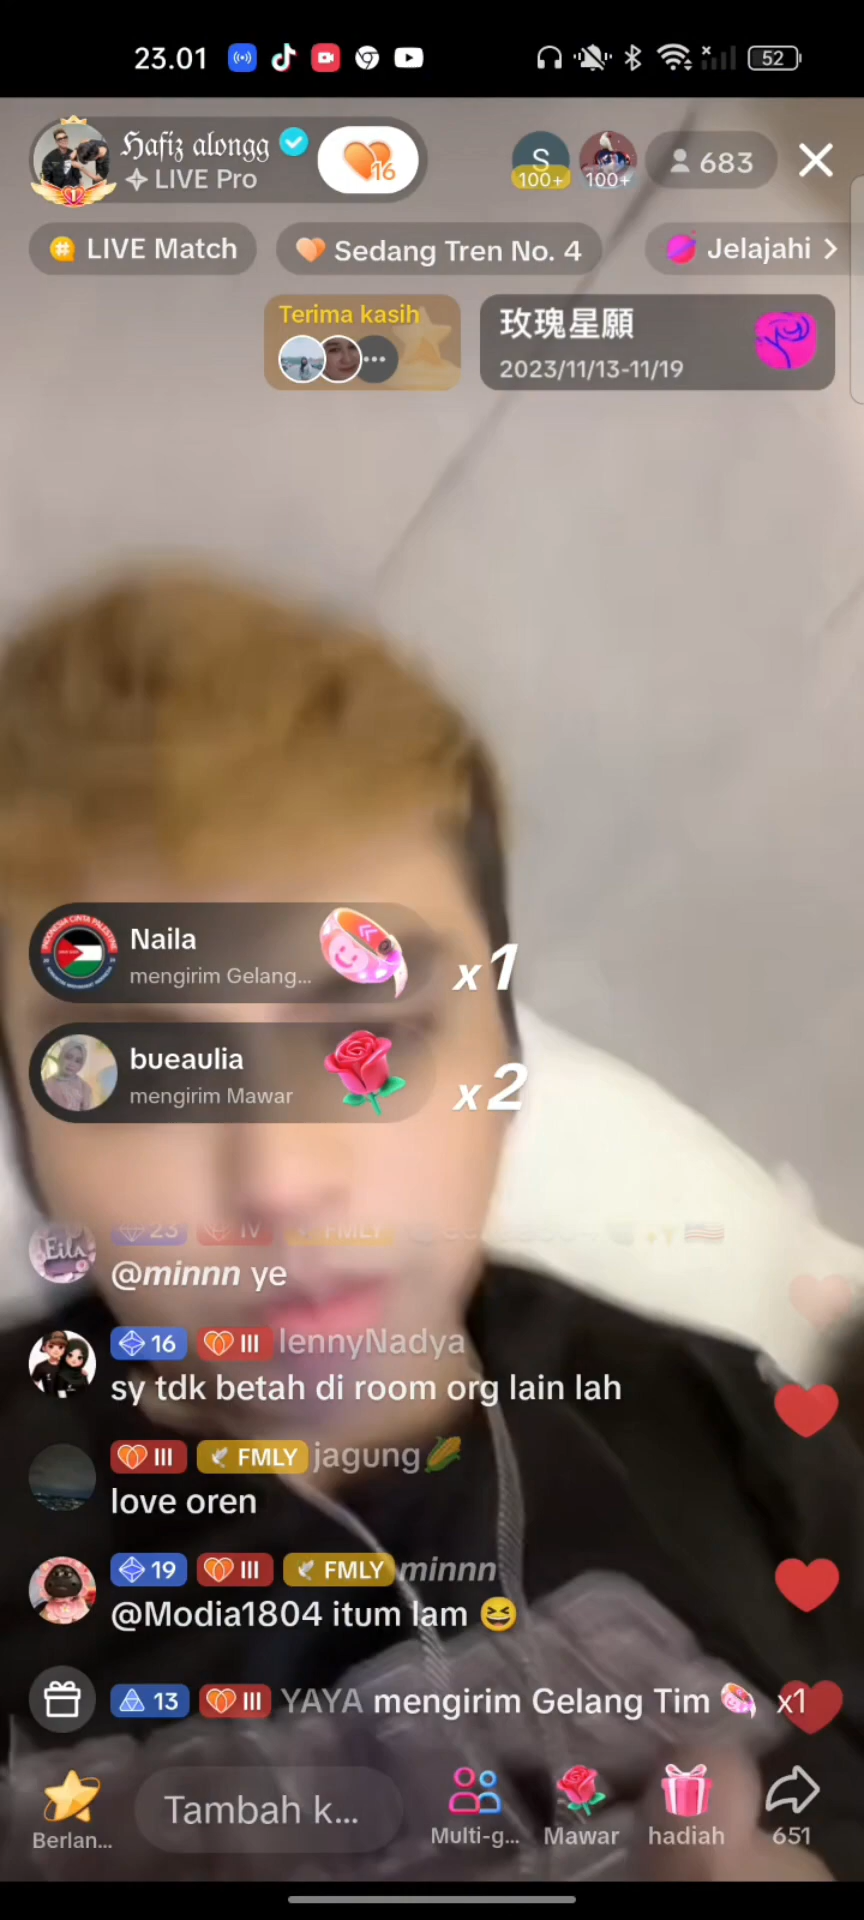 23.01
52
Hafiz alongg
LIVE Pro
16
S
100+
100+
683
LIVE Match
Sedang Tren No. 4
Jelajahi
Terima kasih
玫瑰星願
2023/11/13-11/19
Naila
mengirim Gelang...
x1
bueaulia
mengirim Mawar
x2
23 IV FMLY
@minnn ye
16 III lennyNadya
sy tdk betah di room org lain lah
III FMLY jagung🌽
love oren
19 III FMLY minnn
@Modia1804 itum lam 😆
13 III YAYA mengirim Gelang Tim x1
Berlan...
Tambah k...
Multi-g...
Mawar
hadiah
651